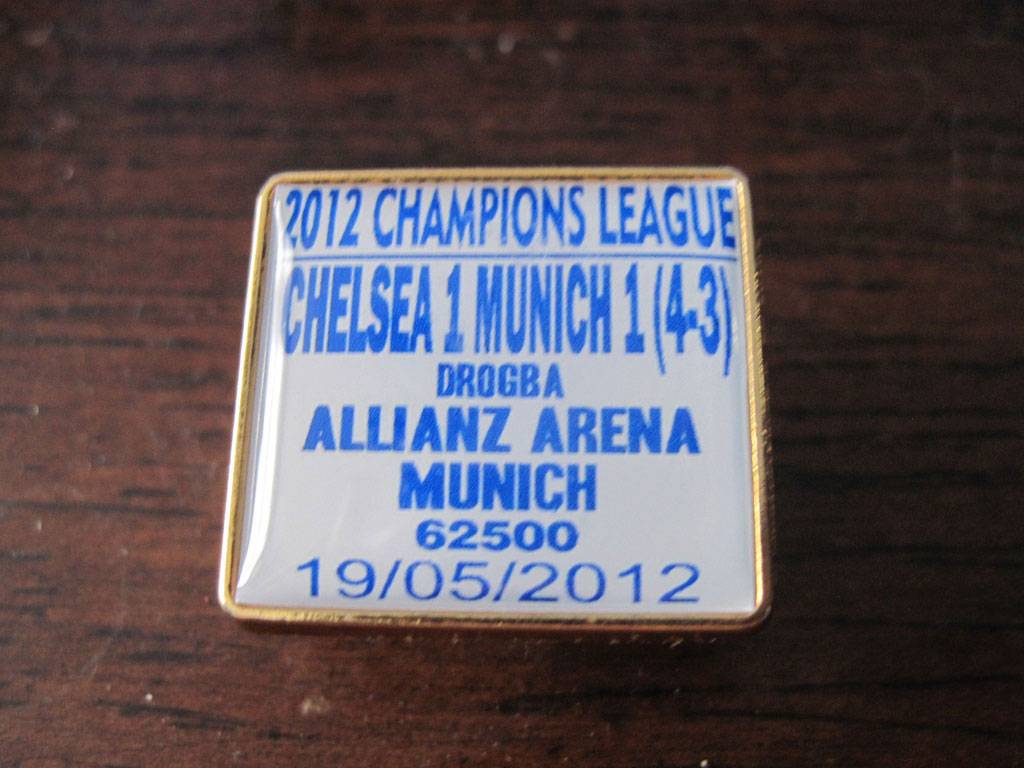 2012 CHAMPIONS LEAGUE
CHELSEA 1 MUNICH 1 (4-3)
DROGBA
ALLIANZ ARENA
MUNICH
62500
19/05/2012